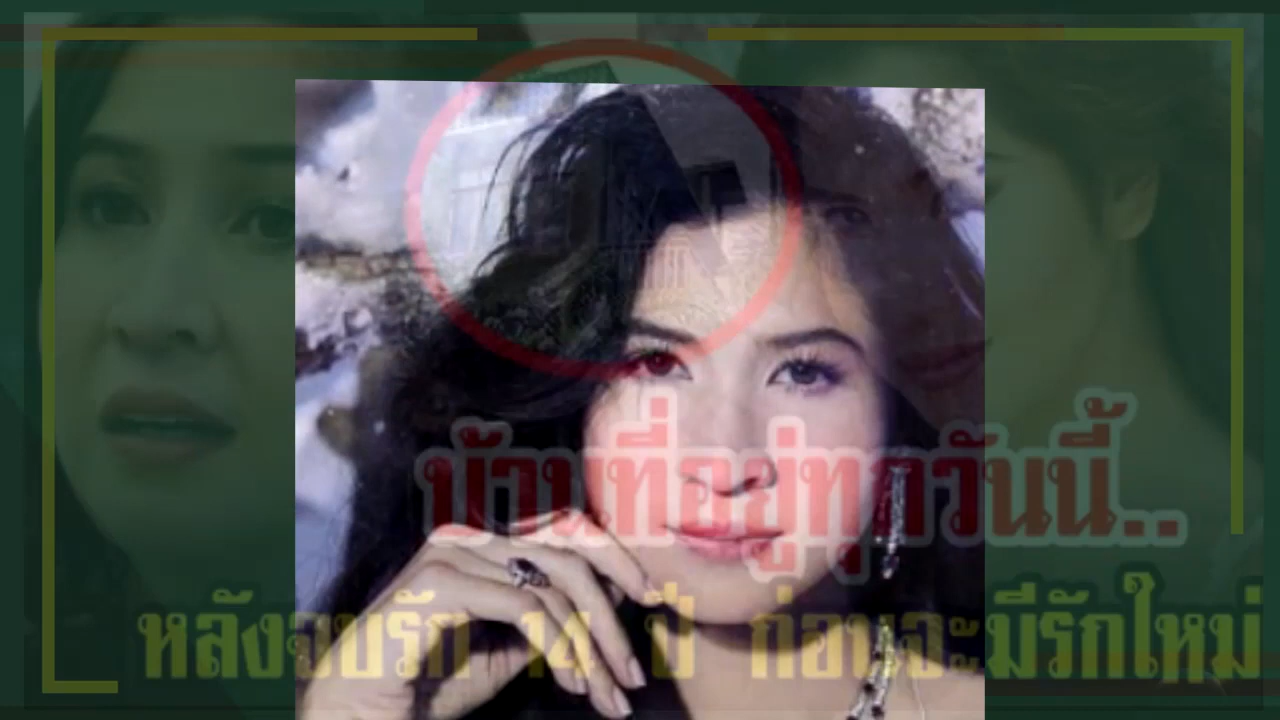 บ้านที่อยู่ทุกวันนี้..
หลังจบรัก 14 ปี ก่อนจะมีรักใหม่